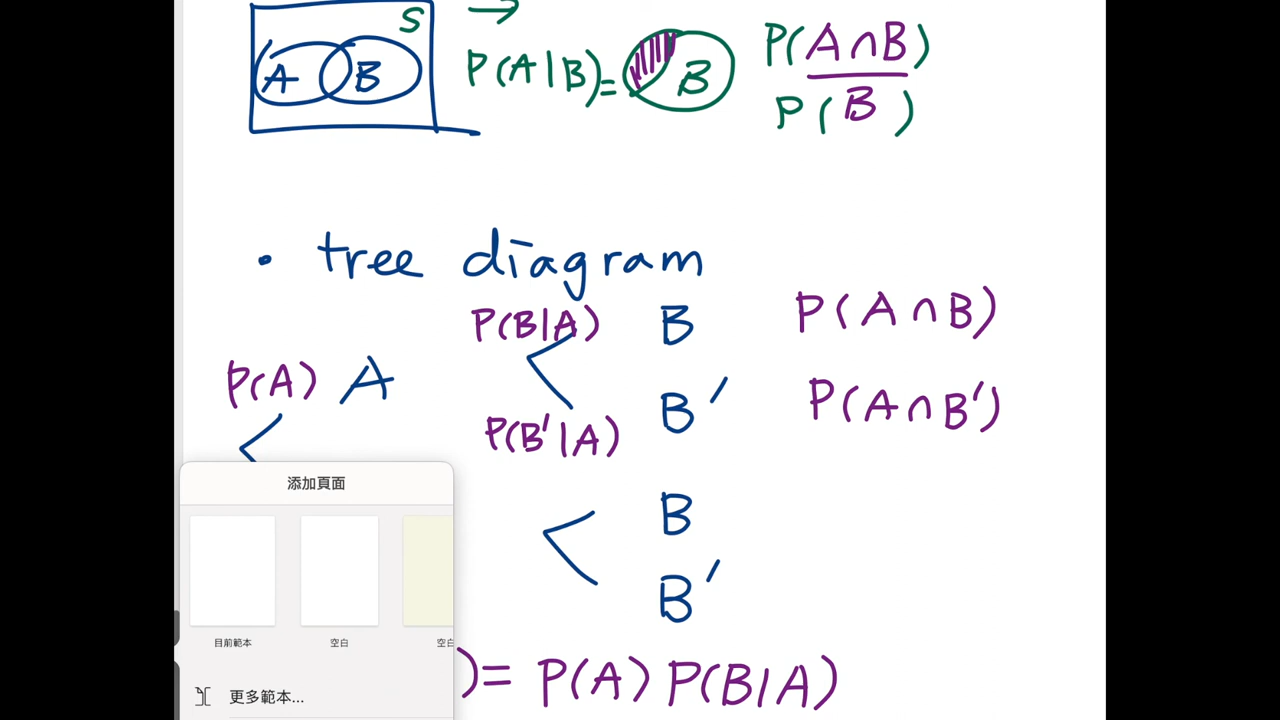 S
A B
P(A|B) = B
P(A∩B)
P(B)
• tree diagram
P(B|A) B P(A∩B)
P(A) A
B′ P(A∩B′)
P(B′|A)
添加頁面
B
目前範本 空白 空白
B′
更多範本...
) = P(A) P(B|A)